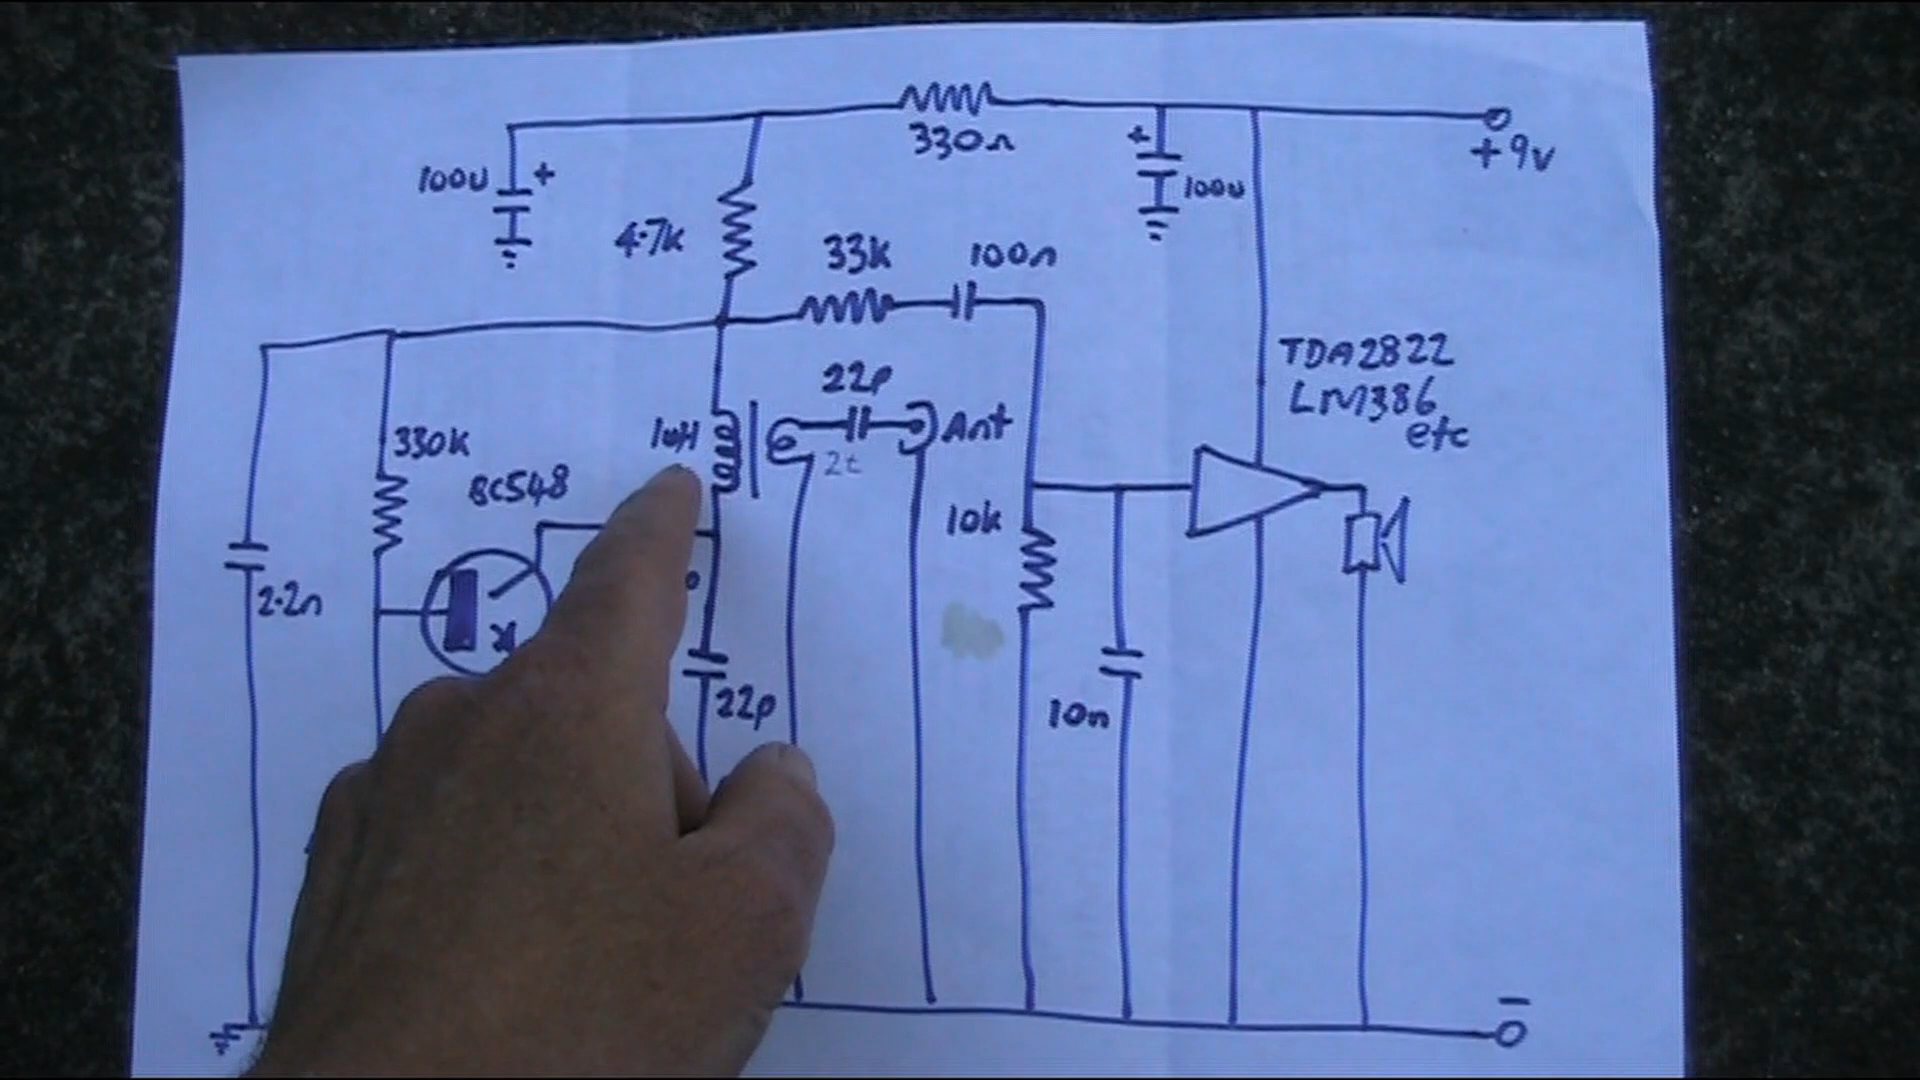 330Ω
+9v
100u +
+ 100u
4.7k
33k
100n
TDA2822
LM386
etc
22p
330k
1uH
Ant
2t
BC548
10k
2.2n
22p
10n
-